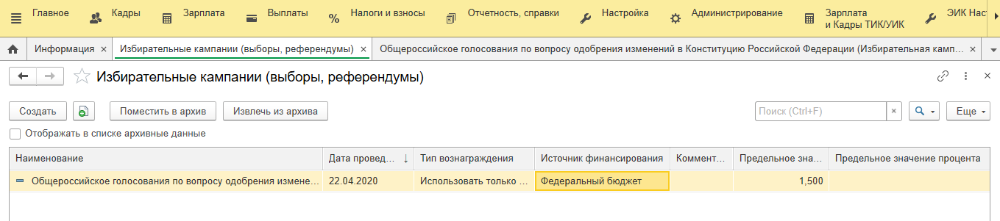 Главное Кадры Зарплата Выплаты Налоги и взносы Отчетность, справки Настройка Администрирование Зарплата ЭИК Нас
и Кадры ТИК/УИК
Информация × Избирательные кампании (выборы, референдумы) × Общероссийское голосования по вопросу одобрения изменений в Конституцию Российской Федерации (Избирательная камп... ×
Избирательные кампании (выборы, референдумы)
Создать Поместить в архив Извлечь из архива Поиск (Ctrl+F) × Еще
Отображать в списке архивные данные
Наименование Дата провед... ↓ Тип вознаграждения Источник финансирования Коммент... Предельное зна... Предельное значение процента
Общероссийское голосования по вопросу одобрения измене... 22.04.2020 Использовать только ... Федеральный бюджет 1,500